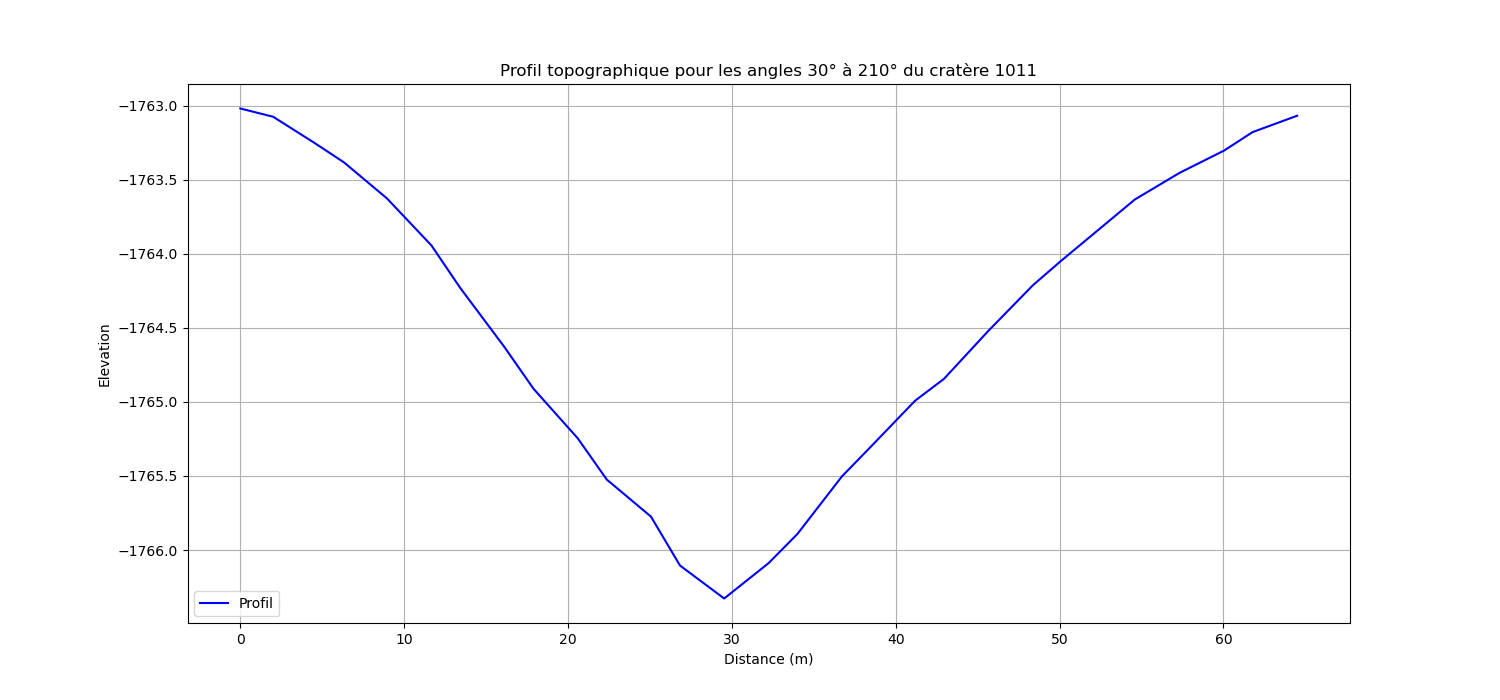 Profil topographique pour les angles 30° à 210° du cratère 1011
−1763.0
−1763.5
−1764.0
−1764.5
−1765.0
−1765.5
−1766.0
Elevation
Profil
0 10 20 30 40 50 60
Distance (m)